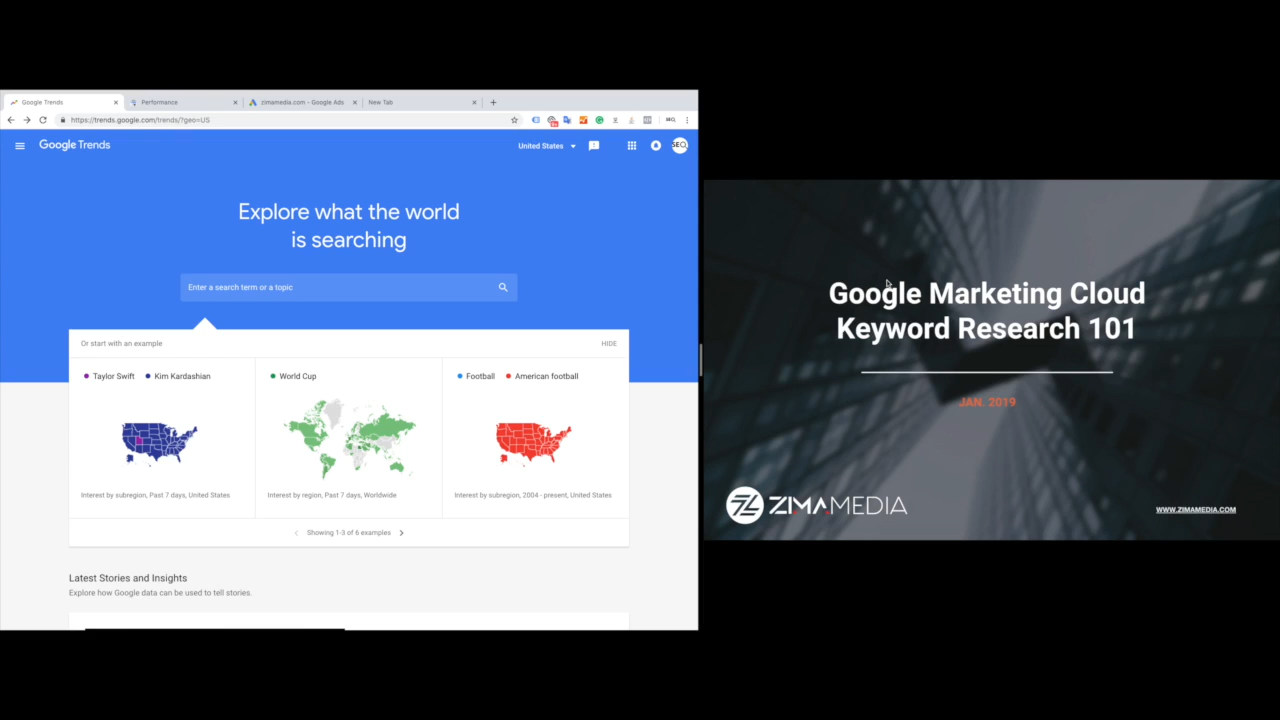 Google Trends
Performance
zimamedia.com - Google Ads
New Tab
https://trends.google.com/trends/?geo=US
Google Trends
United States
SEO
Explore what the world
is searching
Enter a search term or a topic
Or start with an example
HIDE
Taylor Swift
Kim Kardashian
World Cup
Football
American football
Interest by subregion, Past 7 days, United States
Interest by region, Past 7 days, Worldwide
Interest by subregion, 2004 - present, United States
Showing 1-3 of 6 examples
Latest Stories and Insights
Explore how Google data can be used to tell stories.
Google Marketing Cloud
Keyword Research 101
JAN. 2019
ZIMAMEDIA
WWW.ZIMAMEDIA.COM